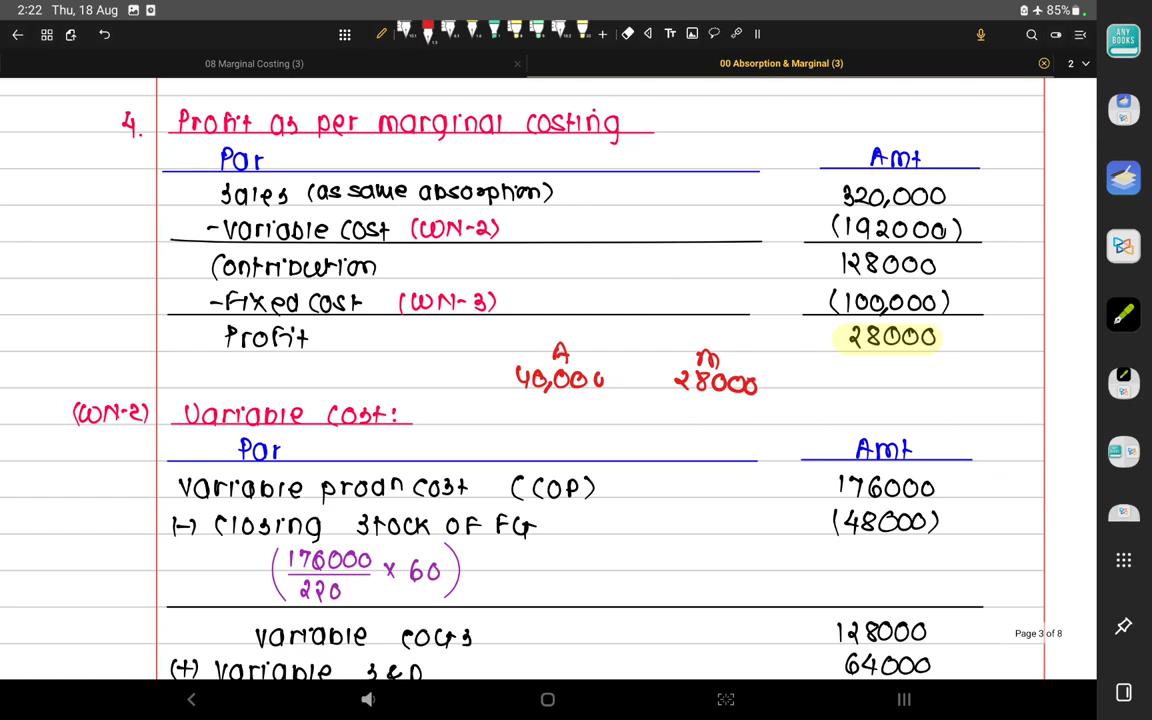 2:22 Thu, 18 Aug 85%
08 Marginal Costing (3) 00 Absorption & Marginal (3) 2
ANY BOOKS
4. Profit as per marginal costing
Par Amt
Sales (as same absorption) 320,000
-Variable cost (WN-2) (192000)
Contribution 128000
-Fixed cost (WN-3) (100,000)
Profit 28000
A m
40,000 28000
(WN-2) Variable cost:
Par Amt
Variable prodn cost (COP) 176000
(-) Closing stock of FG (48000)
(176000/220 × 60)
Variable COGS 128000
Page 3 of 8
(+) Variable S&D 64000